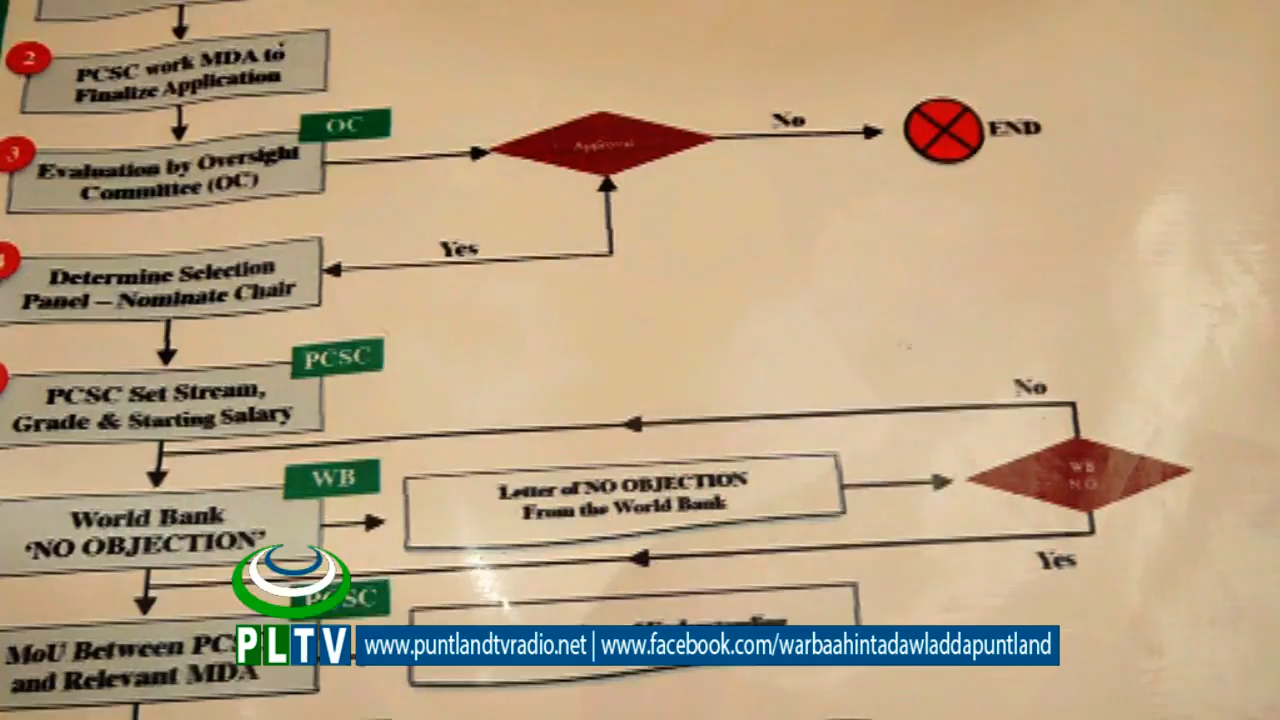 2
PCSC work MDA to
Finalize Application
OC
3
Evaluation by Oversight
Committee (OC)
Approval
No
END
Yes
Determine Selection
Panel – Nominate Chair
PCSC
PCSC Set Stream,
Grade & Starting Salary
No
WB
World Bank
‘NO OBJECTION’
Letter of NO OBJECTION
From the World Bank
WB
N.O
Yes
PCSC
MoU Between
and Relevant MDA
PLTV
www.puntlandtvradio.net | www.facebook.com/warbaahintadawladdapuntland